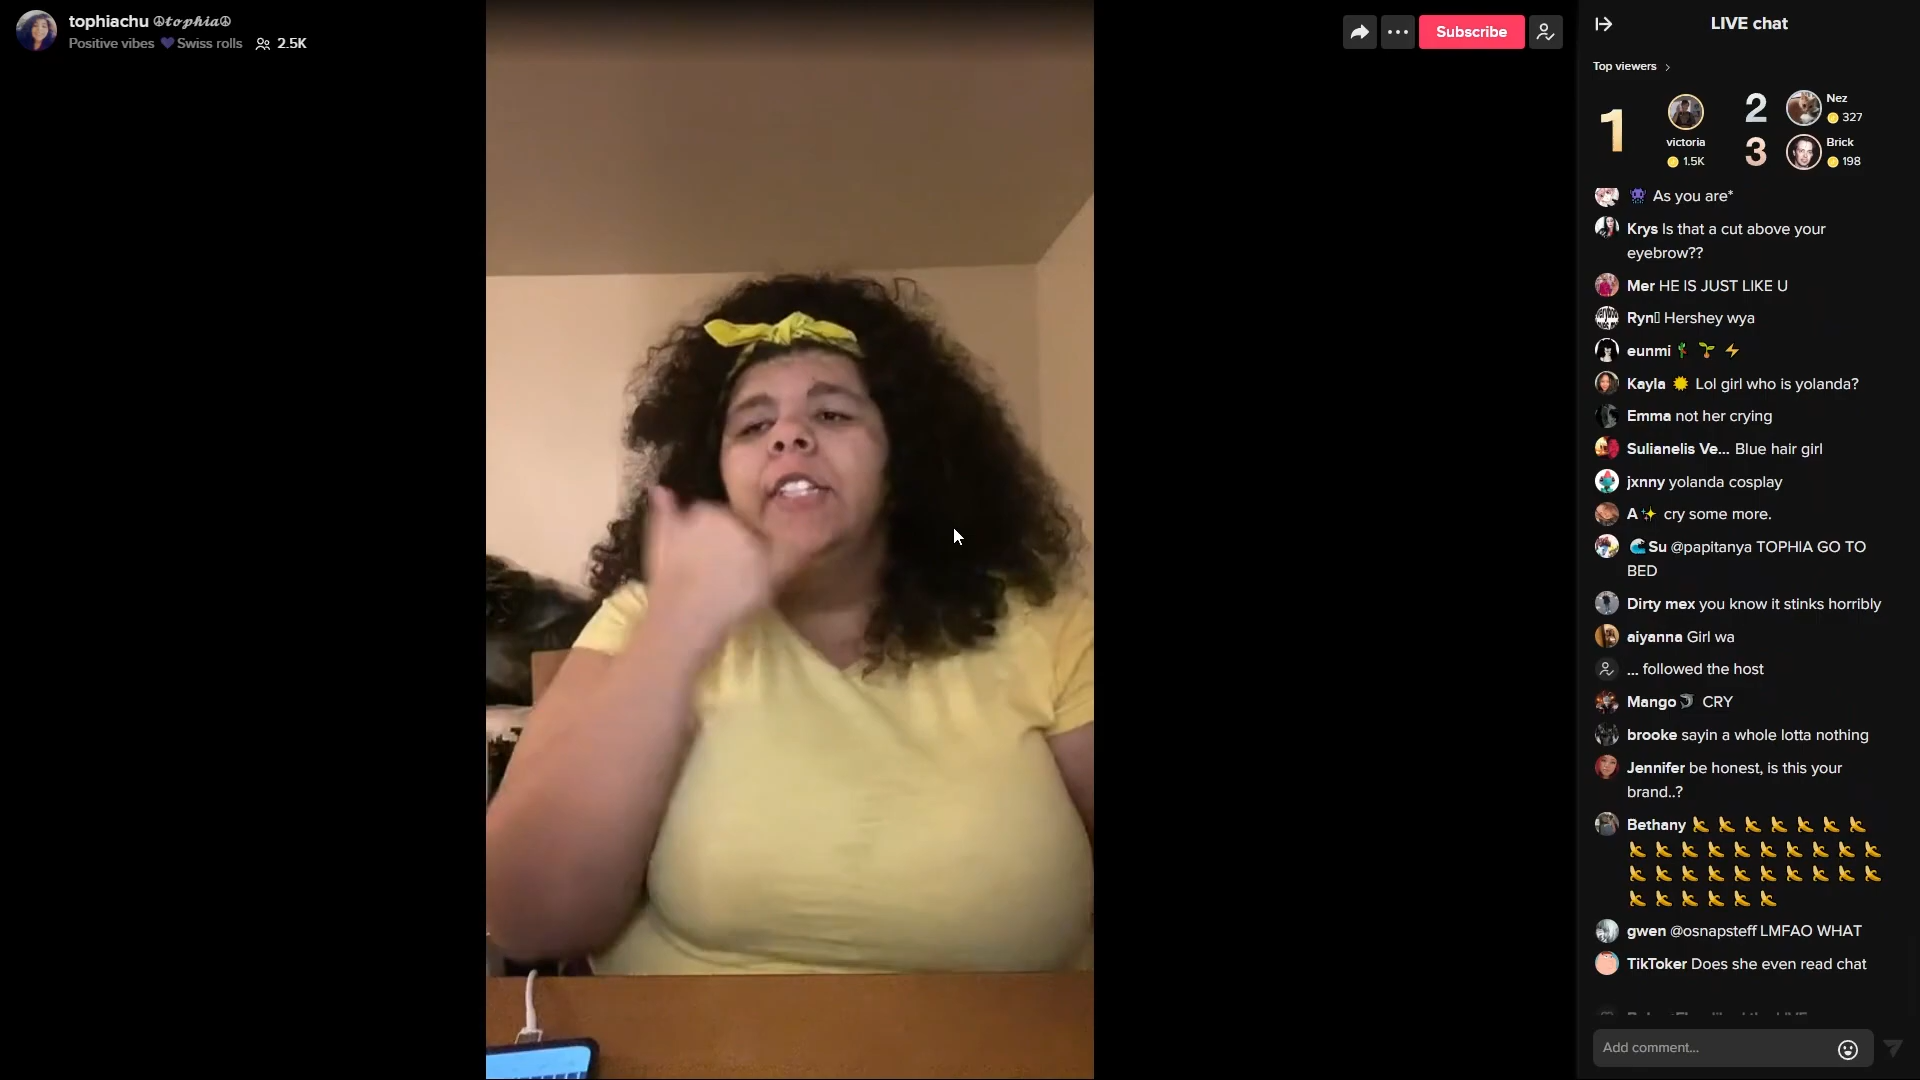 tophiachu ☮𝓽𝓸𝓹𝓱𝓲𝓪☮
Positive vibes 💜Swiss rolls 2.5K
Subscribe
LIVE chat
Top viewers
1
victoria
1.5K
2
Nez
327
3
Brick
198
👾 As you are*
Krys Is that a cut above your
eyebrow??
Mer HE IS JUST LIKE U
Ryn Hershey wya
eunmi
Kayla Lol girl who is yolanda?
Emma not her crying
Sulianelis Ve... Blue hair girl
jxnny yolanda cosplay
A✨ cry some more.
🌊Su @papitanya TOPHIA GO TO
BED
Dirty mex you know it stinks horribly
aiyanna Girl wa
... followed the host
Mango CRY
brooke sayin a whole lotta nothing
Jennifer be honest, is this your
brand..?
Bethany 🍌🍌🍌🍌🍌🍌🍌
🍌🍌🍌🍌🍌🍌🍌🍌🍌🍌
🍌🍌🍌🍌🍌🍌🍌🍌🍌🍌
🍌🍌🍌🍌🍌🍌
gwen @osnapsteff LMFAO WHAT
TikToker Does she even read chat
Add comment...